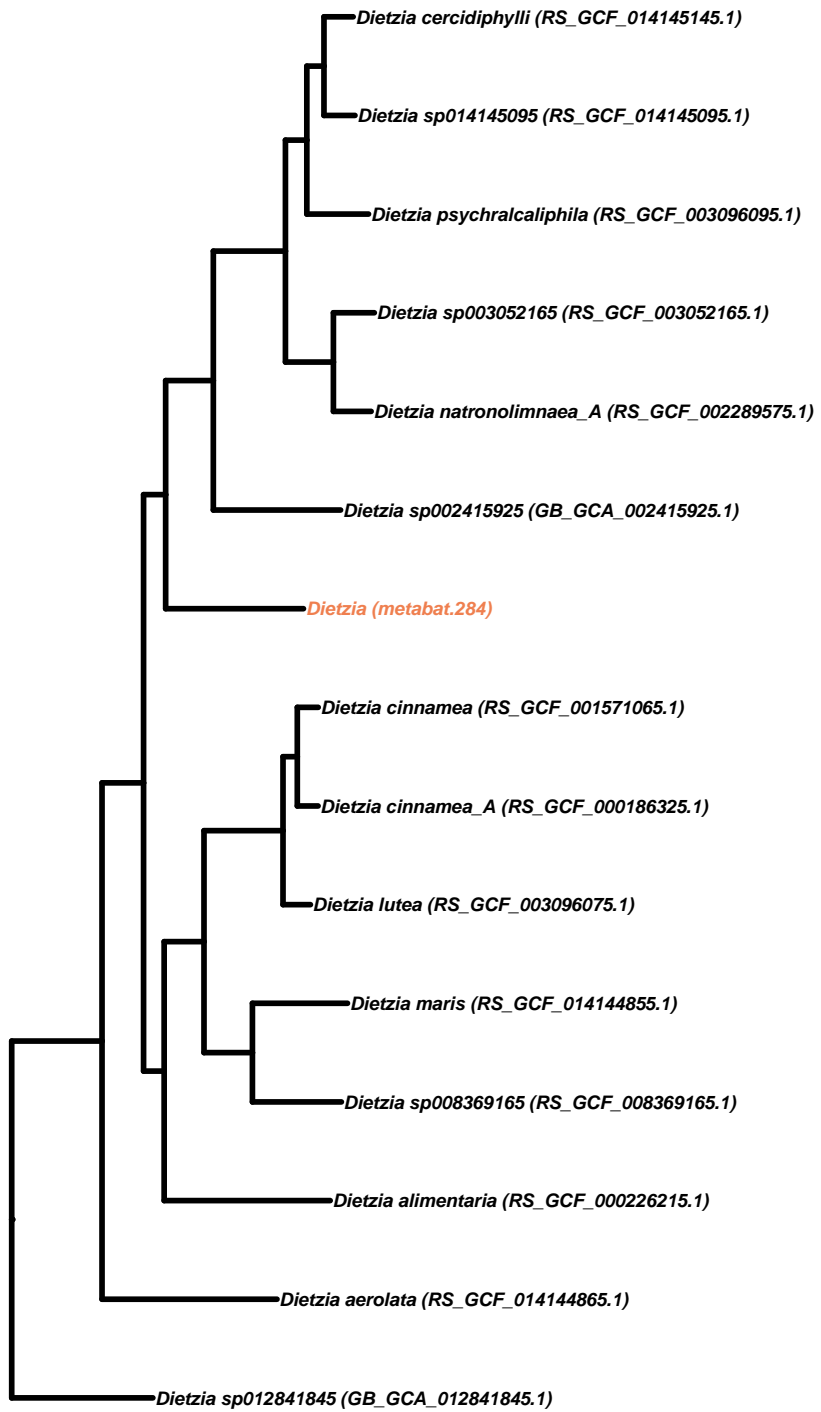 Dietzia cercidiphylli (RS_GCF_014145145.1)
Dietzia sp014145095 (RS_GCF_014145095.1)
Dietzia psychralcaliphila (RS_GCF_003096095.1)
Dietzia sp003052165 (RS_GCF_003052165.1)
Dietzia natronolimnaea_A (RS_GCF_002289575.1)
Dietzia sp002415925 (GB_GCA_002415925.1)
Dietzia (metabat.284)
Dietzia cinnamea (RS_GCF_001571065.1)
Dietzia cinnamea_A (RS_GCF_000186325.1)
Dietzia lutea (RS_GCF_003096075.1)
Dietzia maris (RS_GCF_014144855.1)
Dietzia sp008369165 (RS_GCF_008369165.1)
Dietzia alimentaria (RS_GCF_000226215.1)
Dietzia aerolata (RS_GCF_014144865.1)
Dietzia sp012841845 (GB_GCA_012841845.1)